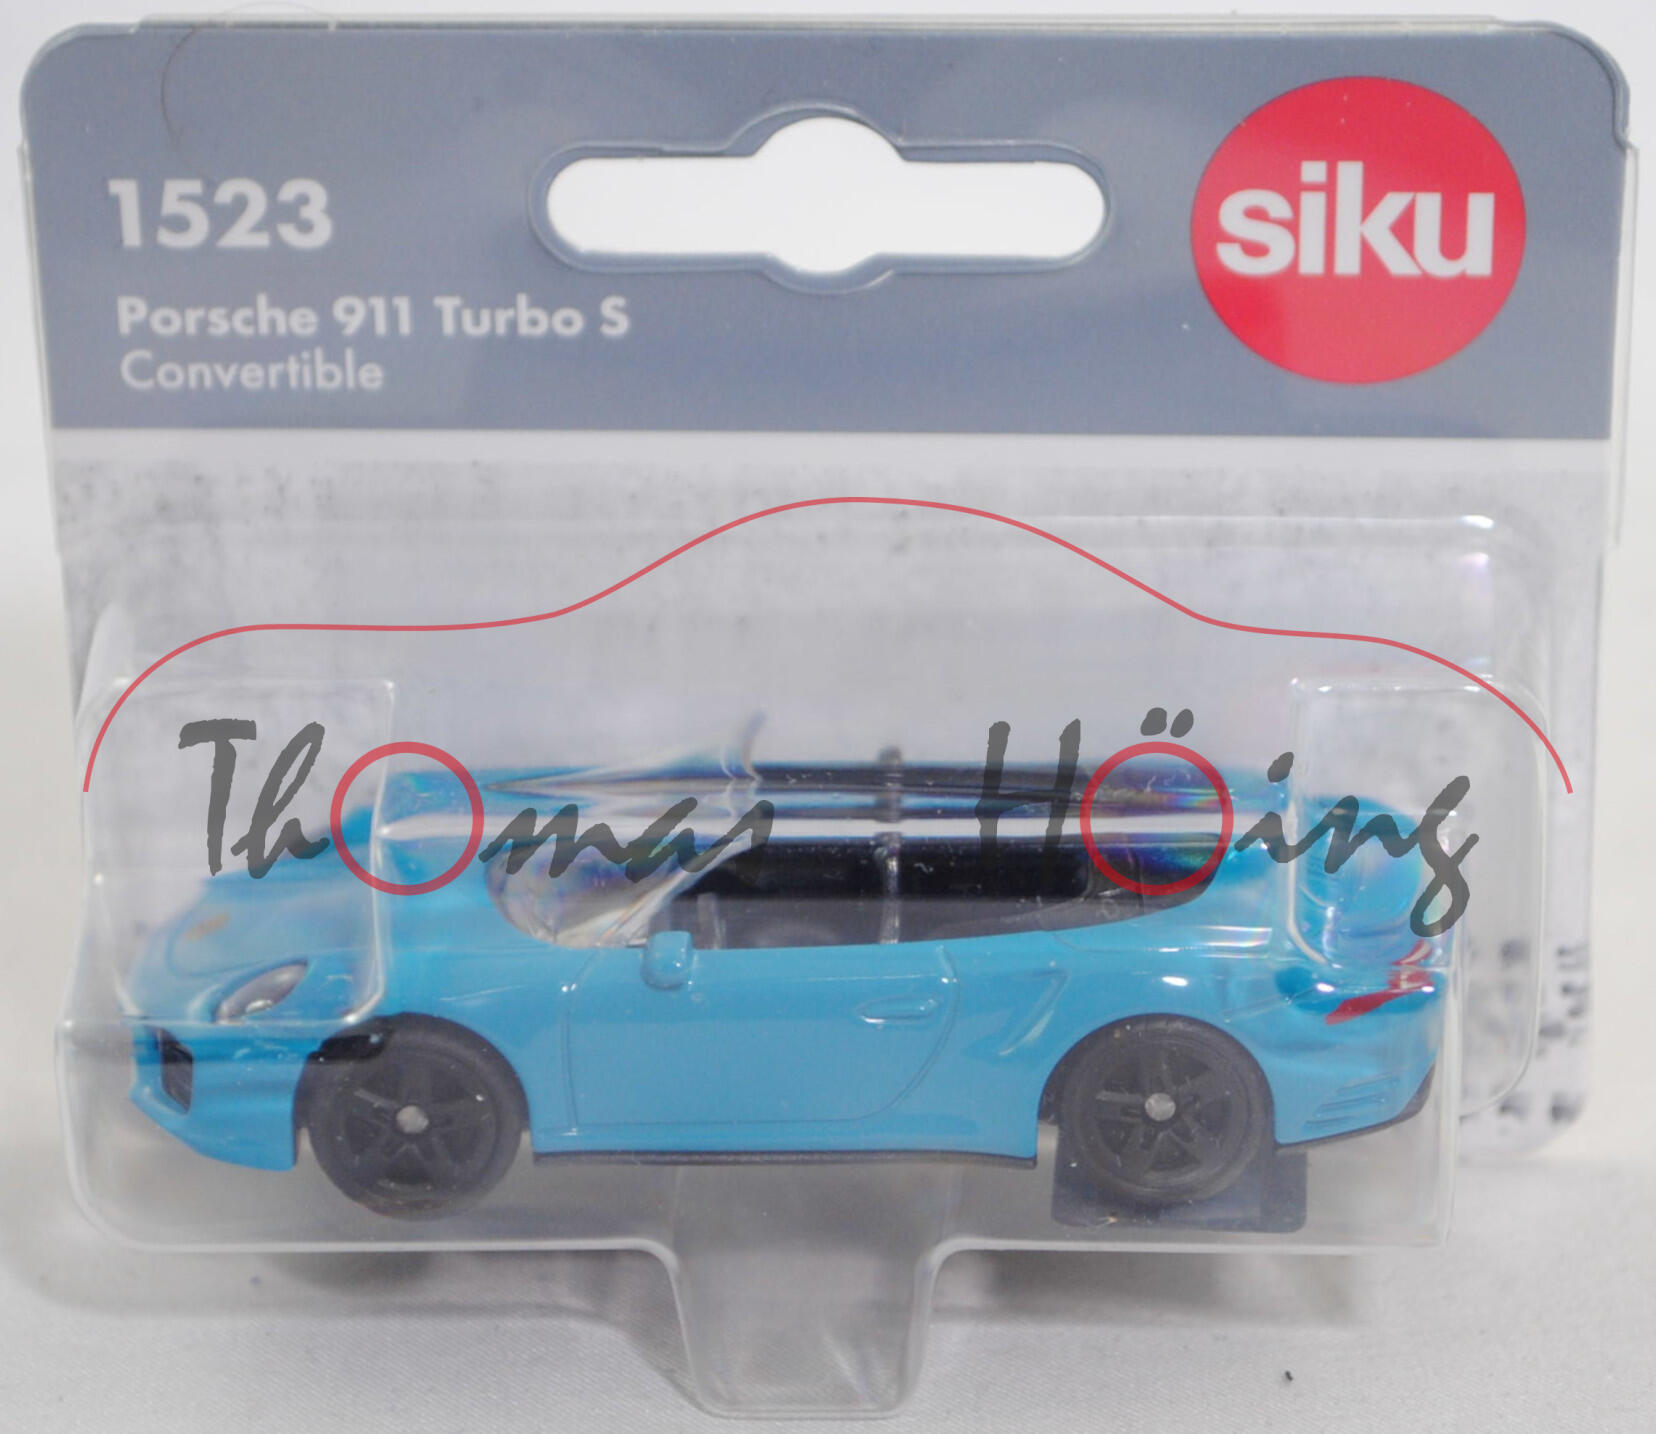 1523
siku
Porsche 911 Turbo S
Convertible
Thomas Höing